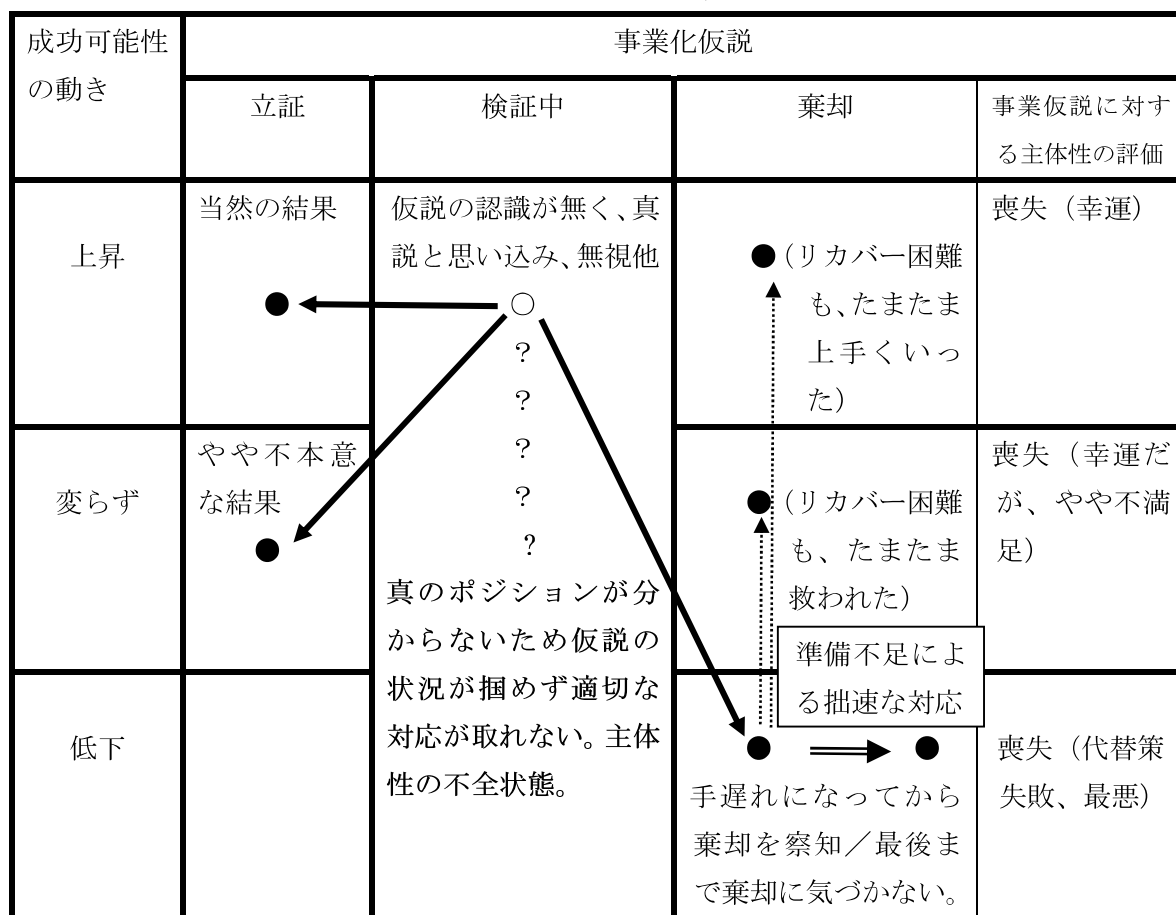 成功可能性
の動き
事業化仮説
立証
検証中
棄却
事業仮説に対す
る主体性の評価
上昇
当然の結果
仮説の認識が無く、真
説と思い込み、無視他
?
?
?
?
?
真のポジションが分
からないため仮説の
状況が掴めず適切な
対応が取れない。主体
性の不全状態。
(リカバー困難
も、たまたま
上手くいっ
た)
喪失(幸運)
変らず
やや不本意
な結果
(リカバー困難
も、たまたま
救われた)
喪失(幸運だ
が、やや不満
足)
準備不足によ
る拙速な対応
低下
手遅れになってから
棄却を察知/最後ま
で棄却に気づかない。
喪失(代替策
失敗、最悪)